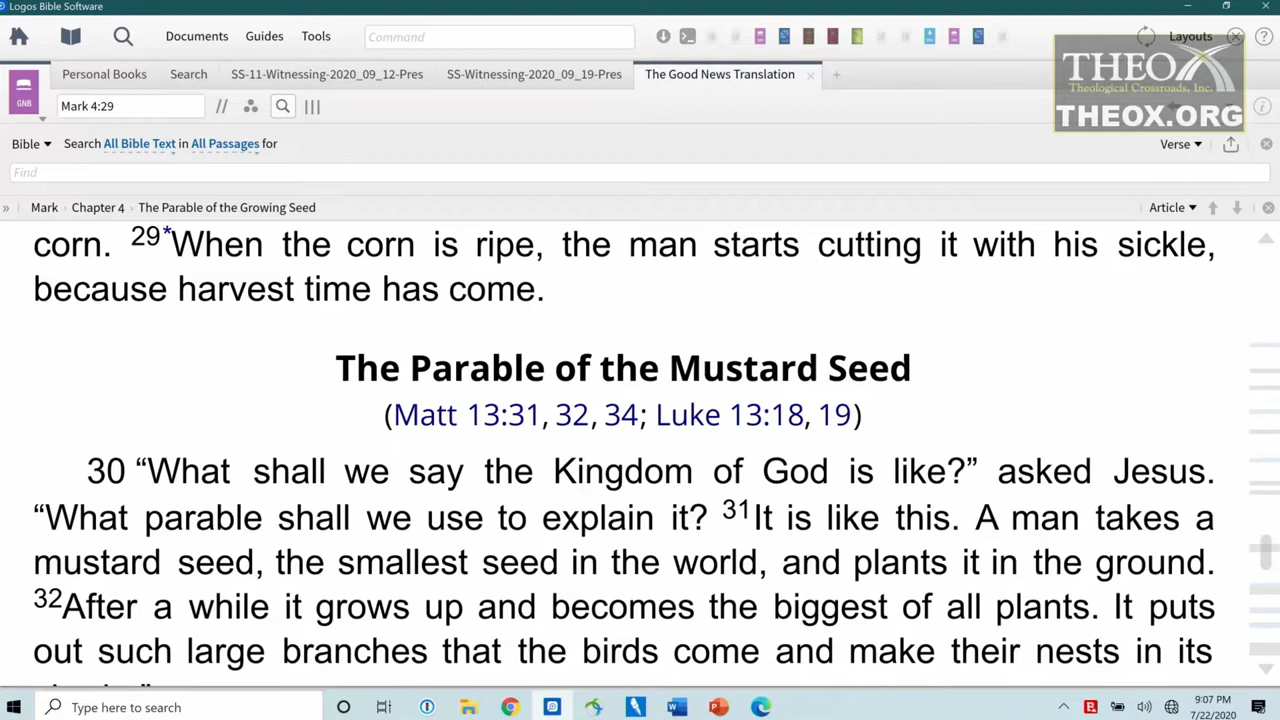 Logos Bible Software
Documents Guides Tools Command Layouts
Personal Books Search SS-11-Witnessing-2020_09_12-Pres SS-Witnessing-2020_09_19-Pres The Good News Translation
THEOX
Theological Crossroads, Inc.
THEOX.ORG
GNB
Mark 4:29
Bible Search All Bible Text in All Passages for Verse
Find
» Mark Chapter 4 The Parable of the Growing Seed Article
corn. 29*When the corn is ripe, the man starts cutting it with his sickle,
because harvest time has come.
The Parable of the Mustard Seed
(Matt 13:31, 32, 34; Luke 13:18, 19)
30 “What shall we say the Kingdom of God is like?” asked Jesus.
“What parable shall we use to explain it? 31It is like this. A man takes a
mustard seed, the smallest seed in the world, and plants it in the ground.
32After a while it grows up and becomes the biggest of all plants. It puts
out such large branches that the birds come and make their nests in its
Type here to search
9:07 PM
7/22/2020